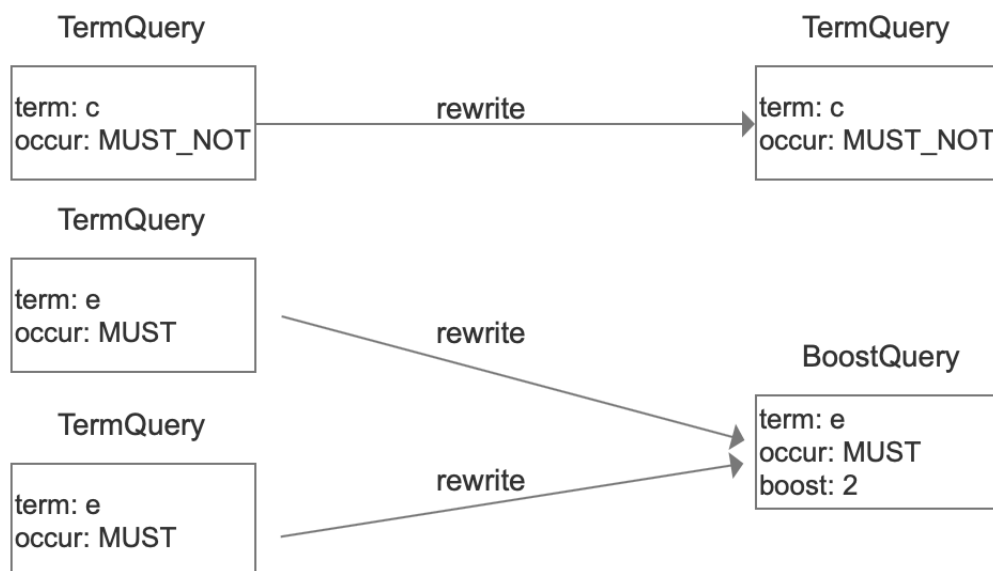 TermQuery
TermQuery
term: c
occur: MUST_NOT
rewrite
term: c
occur: MUST_NOT
TermQuery
term: e
occur: MUST
rewrite
BoostQuery
term: e
occur: MUST
boost: 2
TermQuery
term: e
occur: MUST
rewrite